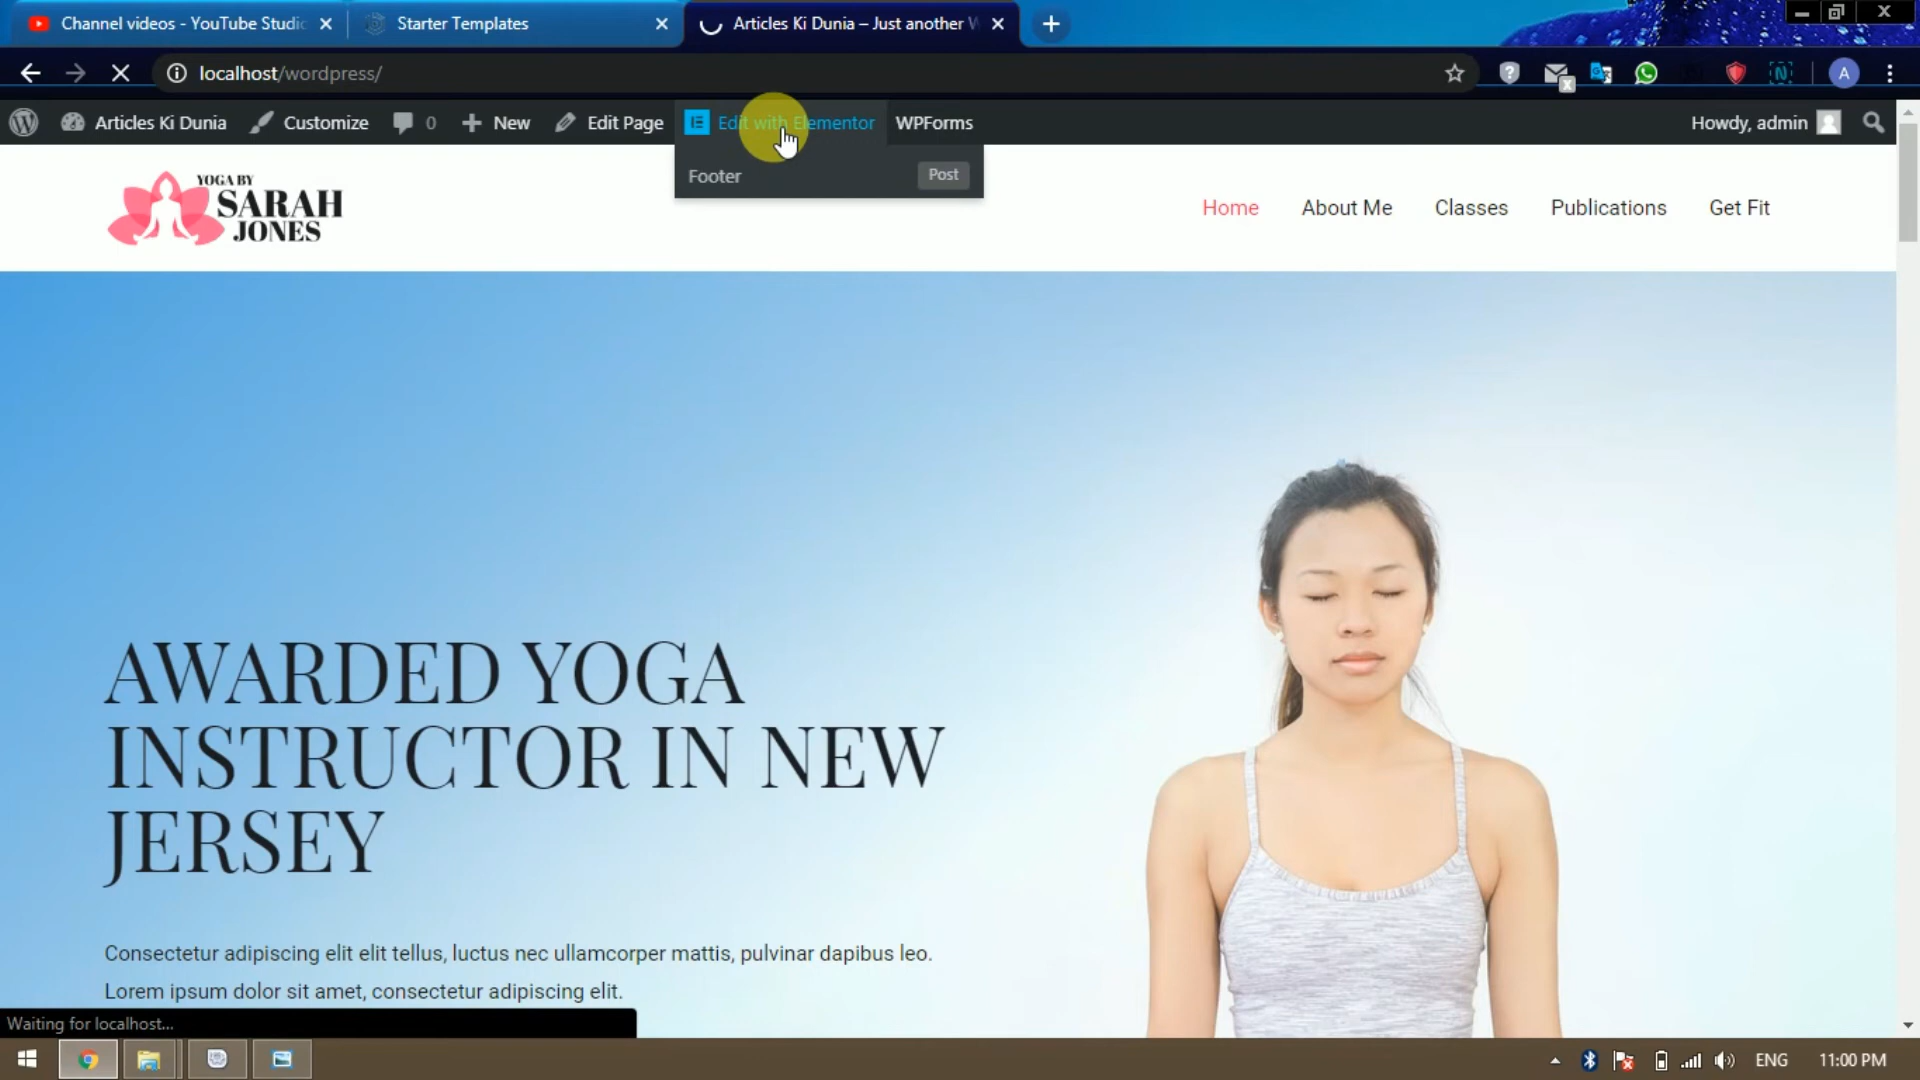 Channel videos - YouTube Studio
Starter Templates
Articles Ki Dunia – Just another W
localhost/wordpress/
Articles Ki Dunia
Customize
0
New
Edit Page
Edit with Elementor
WPForms
Howdy, admin
Footer
Post
YOGA BY
SARAH
JONES
Home
About Me
Classes
Publications
Get Fit
AWARDED YOGA
INSTRUCTOR IN NEW
JERSEY
Consectetur adipiscing elit elit tellus, luctus nec ullamcorper mattis, pulvinar dapibus leo.
Lorem ipsum dolor sit amet, consectetur adipiscing elit.
Waiting for localhost...
ENG
11:00 PM